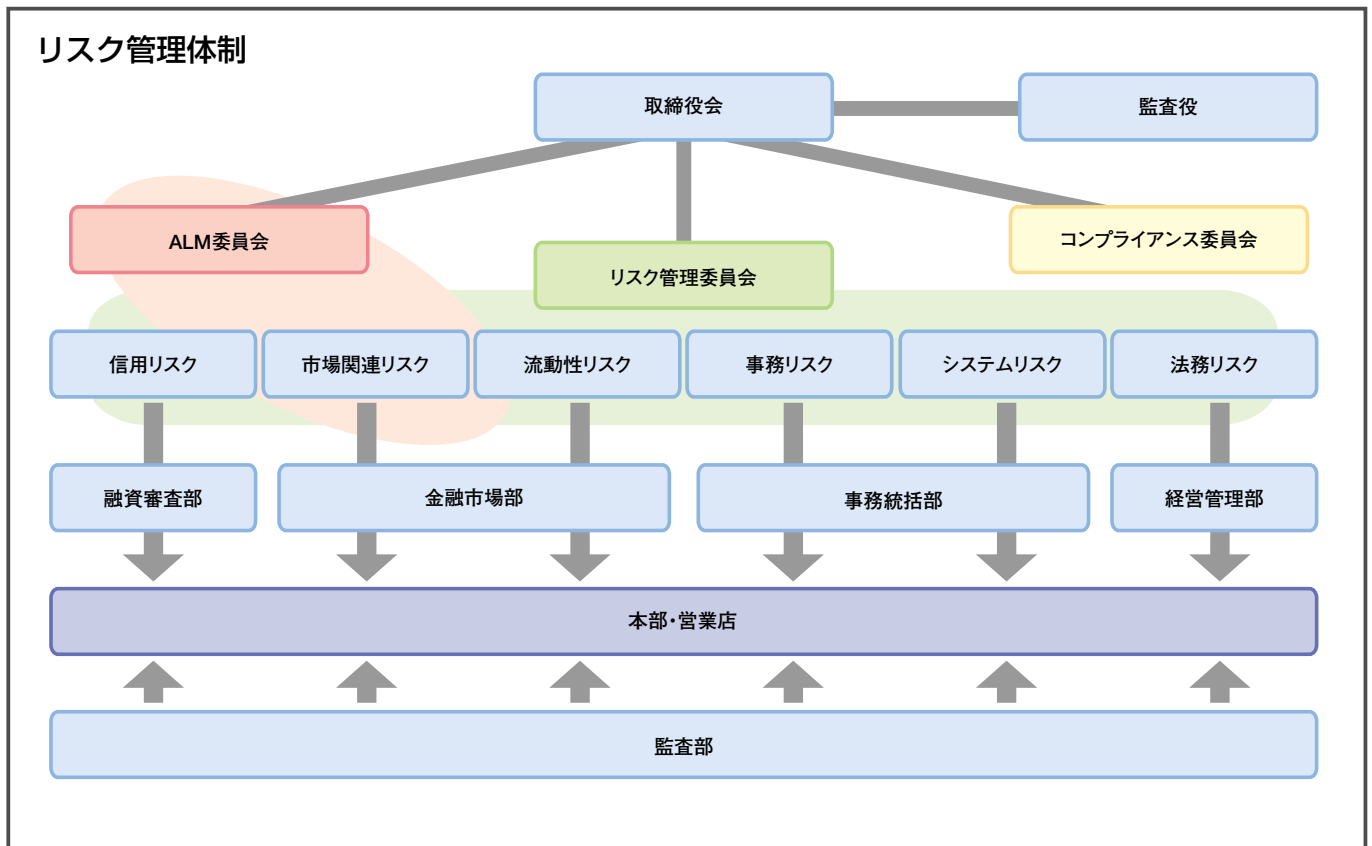 リスク管理体制
取締役会
監査役
ALM委員会
リスク管理委員会
コンプライアンス委員会
信用リスク
市場関連リスク
流動性リスク
事務リスク
システムリスク
法務リスク
融資審査部
金融市場部
事務統括部
経営管理部
本部・営業店
監査部